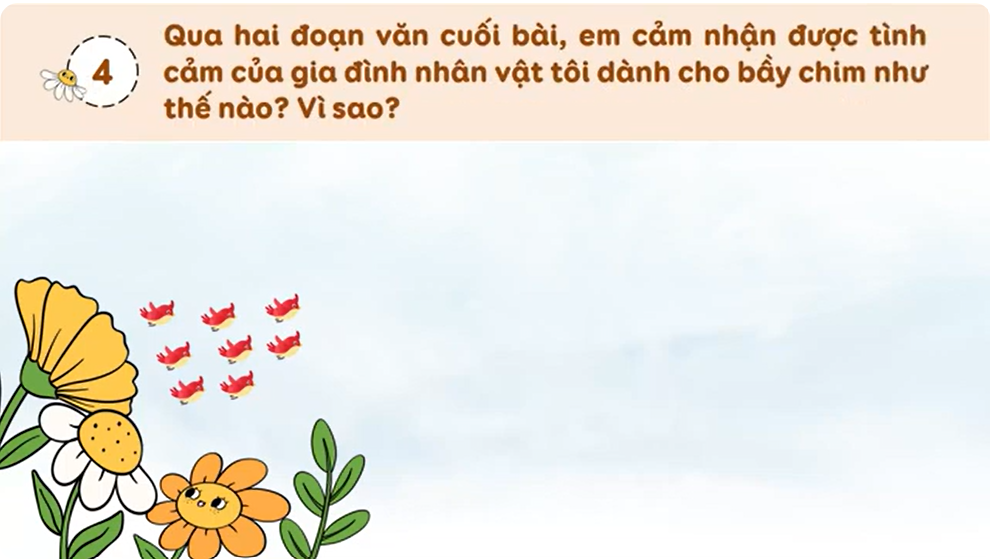 4
Qua hai đoạn văn cuối bài, em cảm nhận được tình
cảm của gia đình nhân vật tôi dành cho bầy chim như
thế nào? Vì sao?